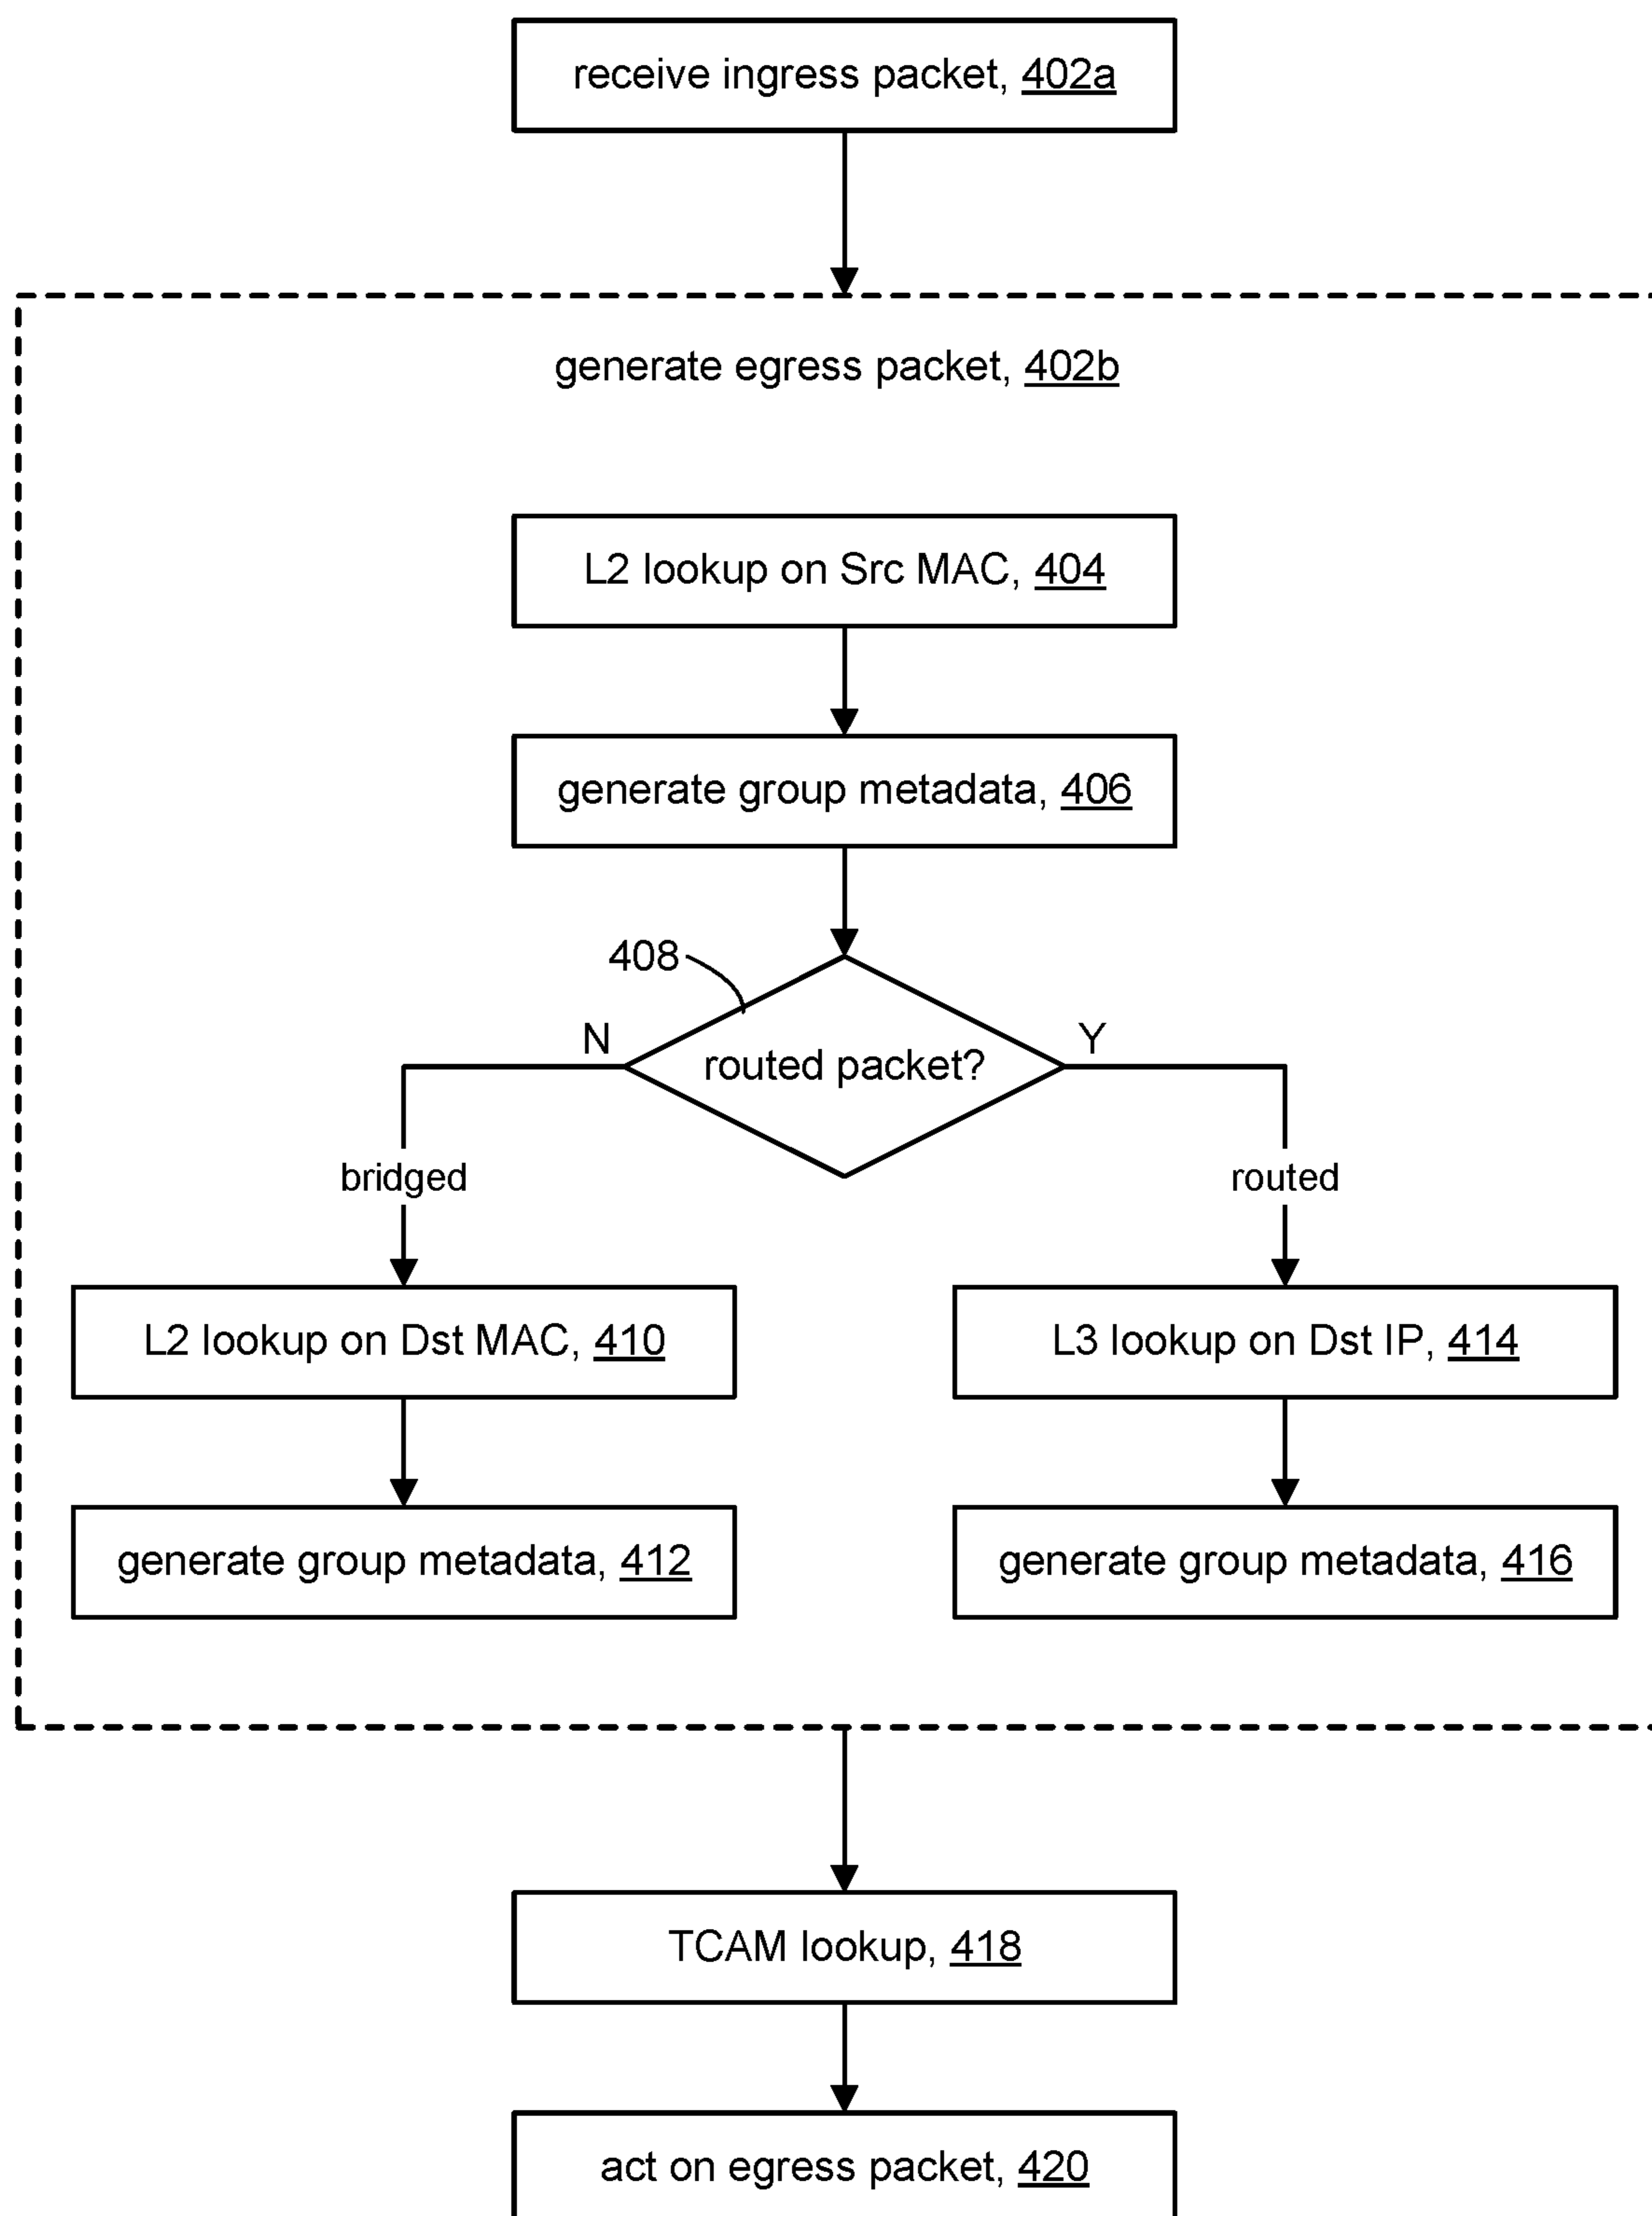 receive ingress packet, 402a
generate egress packet, 402b
L2 lookup on Src MAC, 404
generate group metadata, 406
408
routed packet?
N
Y
bridged
routed
L2 lookup on Dst MAC, 410
L3 lookup on Dst IP, 414
generate group metadata, 412
generate group metadata, 416
TCAM lookup, 418
act on egress packet, 420